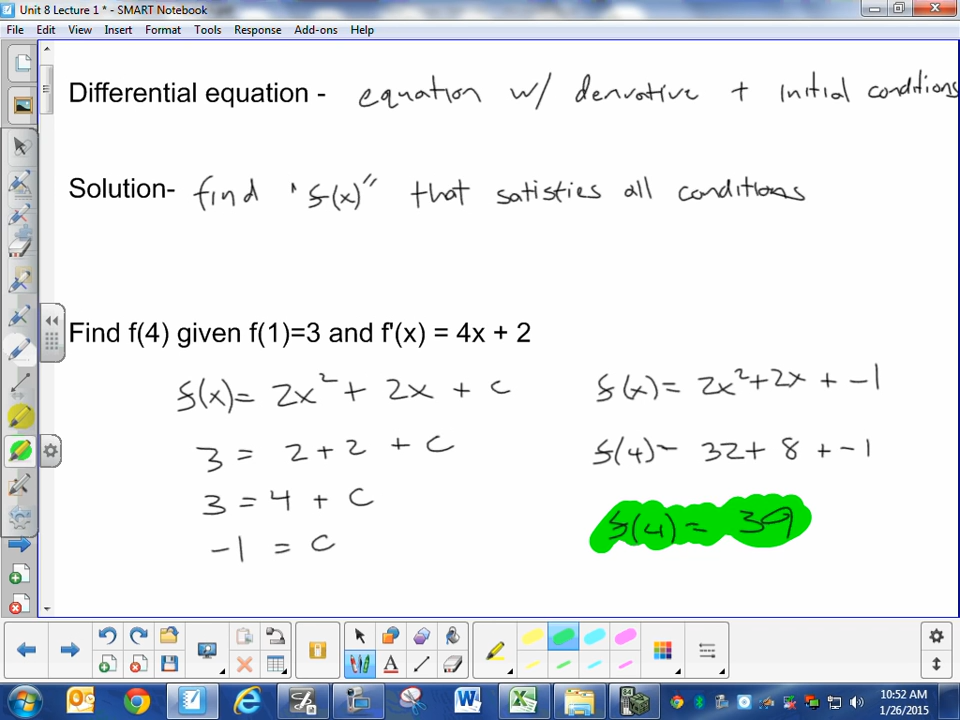 Unit 8 Lecture 1 * - SMART Notebook
File Edit View Insert Format Tools Response Add-ons Help
Differential equation - equation w/ derivative + initial conditions
Solution- find "f(x)" that satisfies all conditions
Find f(4) given f(1)=3 and f'(x) = 4x + 2
f(x) = 2x² + 2x + c
3 = 2 + 2 + c
3 = 4 + c
-1 = c
f(x) = 2x² + 2x + -1
f(4) = 32 + 8 + -1
f(4) = 39
10:52 AM
1/26/2015